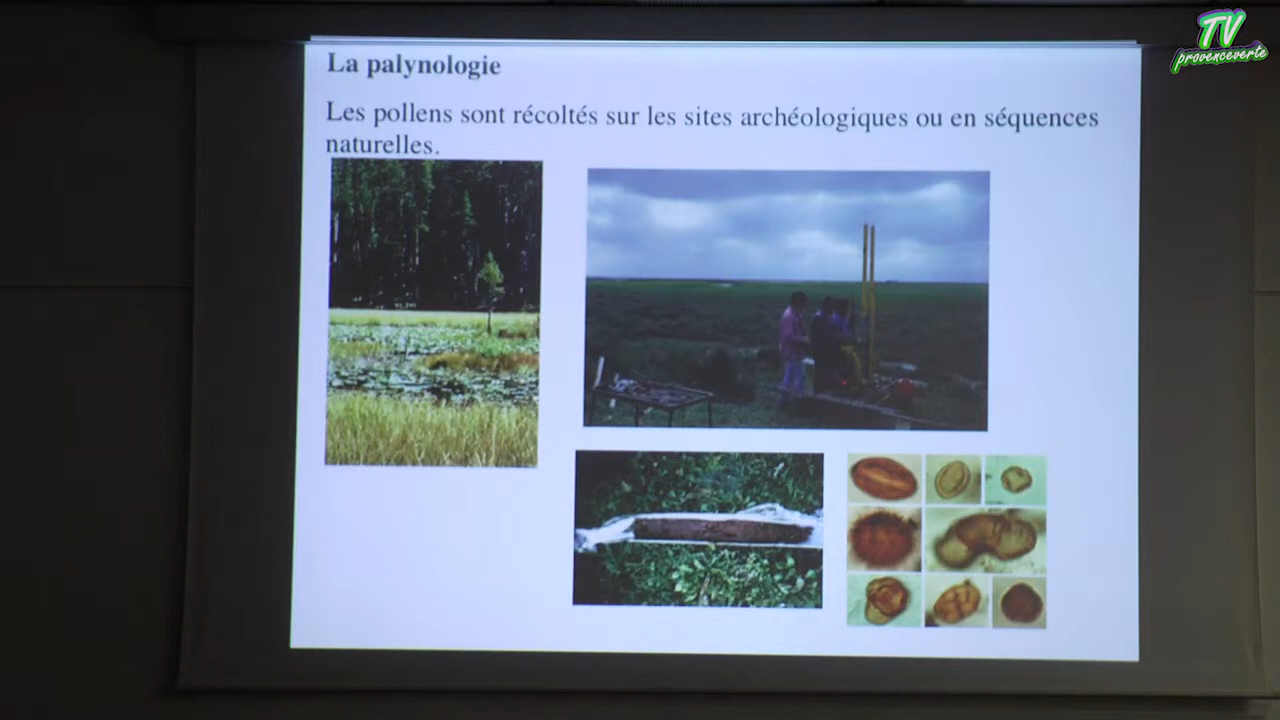 La palynologie
Les pollens sont récoltés sur les sites archéologiques ou en séquences
naturelles.
TV
provenceverte